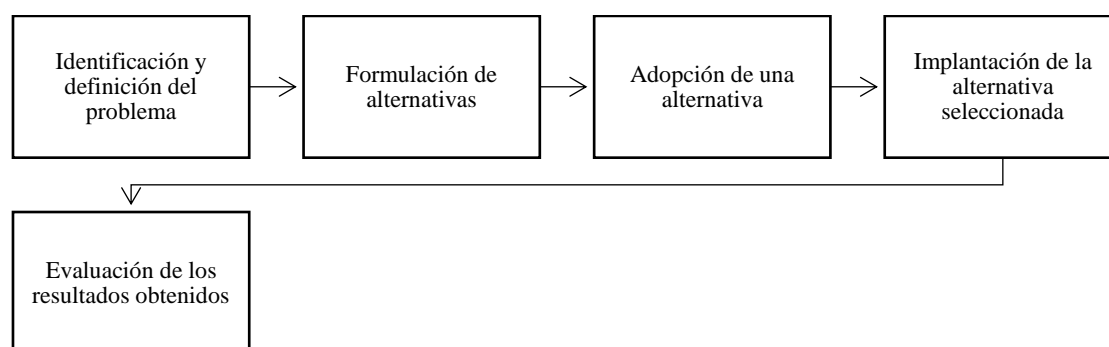 Identificación y
definición del
problema
Formulación de
alternativas
Adopción de una
alternativa
Implantación de la
alternativa
seleccionada
Evaluación de los
resultados obtenidos